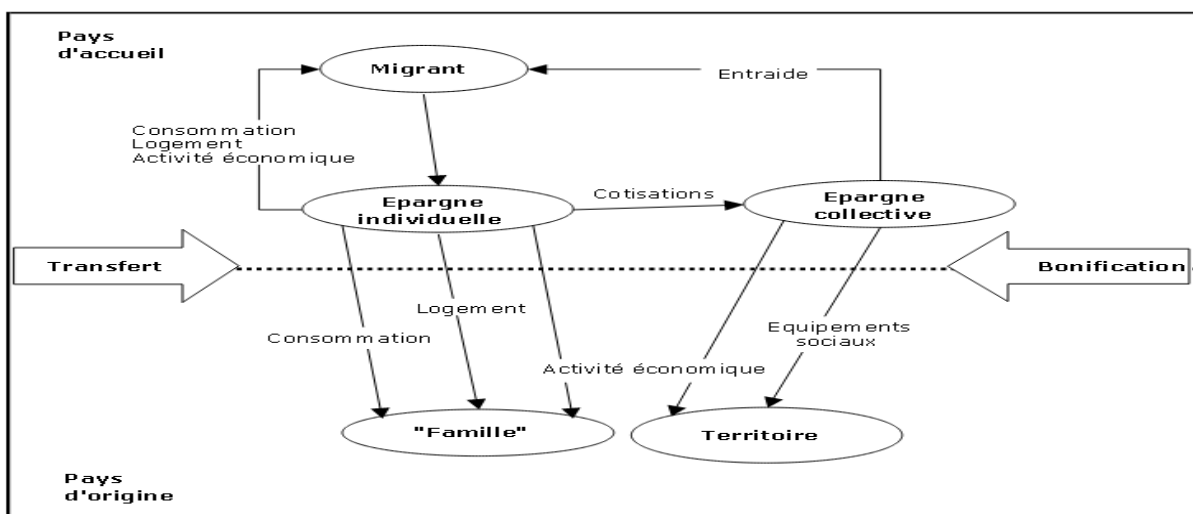 Pays
d'accueil
Migrant
Entraide
Consommation
Logement
Activité économique
Epargne
individuelle
Cotisations
Epargne
collective
Transfert
Bonification
Logement
Consommation
Equipements
sociaux
Activité économique
"Famille"
Territoire
Pays
d'origine